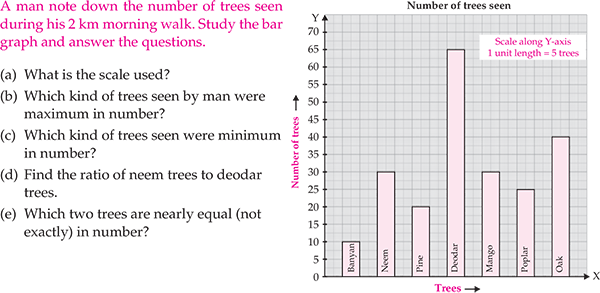 A man note down the number of trees seen
during his 2 km morning walk. Study the bar
graph and answer the questions.
(a) What is the scale used?
(b) Which kind of trees seen by man were
maximum in number?
(c) Which kind of trees seen were minimum
in number?
(d) Find the ratio of neem trees to deodar
trees.
(e) Which two trees are nearly equal (not
exactly) in number?
Number of trees seen
Y
Scale along Y-axis
1 unit length = 5 trees
Number of trees
70
65
60
55
50
45
40
35
30
25
20
15
10
5
0
Banyan
Neem
Pine
Deodar
Mango
Poplar
Oak
X
Trees